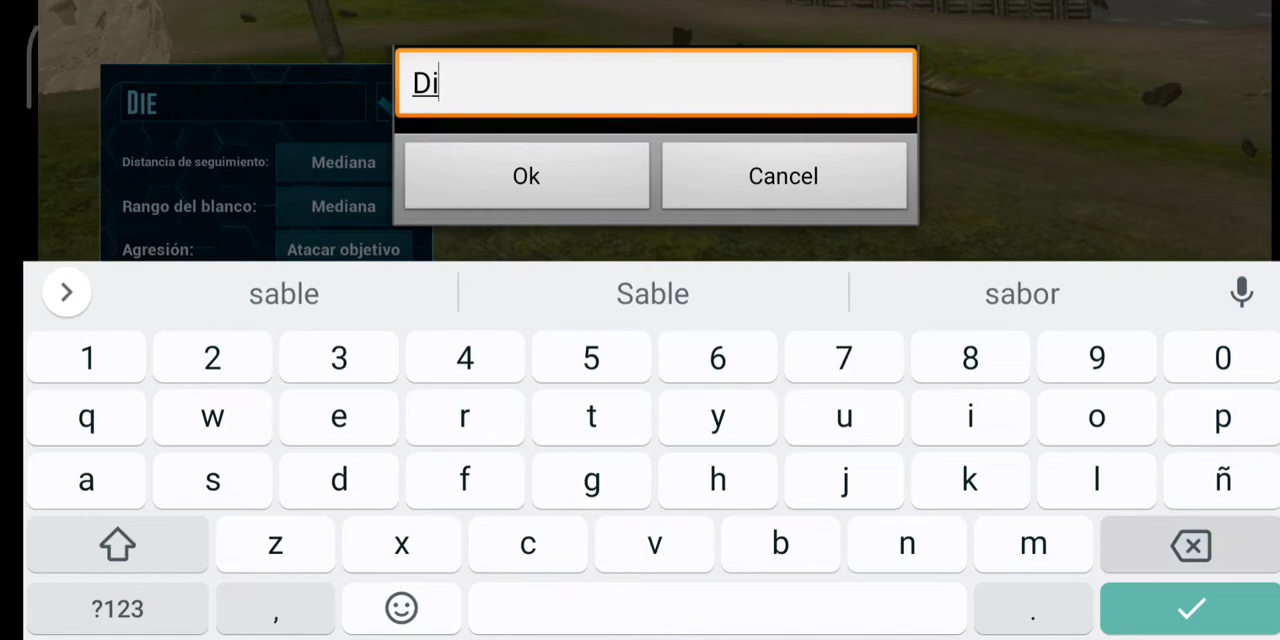 Di
DIE
Ok
Cancel
Distancia de seguimiento:
Mediana
Rango del blanco:
Mediana
Agresión:
Atacar objetivo
sable
Sable
sabor
1 2 3 4 5 6 7 8 9 0
q w e r t y u i o p
a s d f g h j k l ñ
z x c v b n m
?123 , .